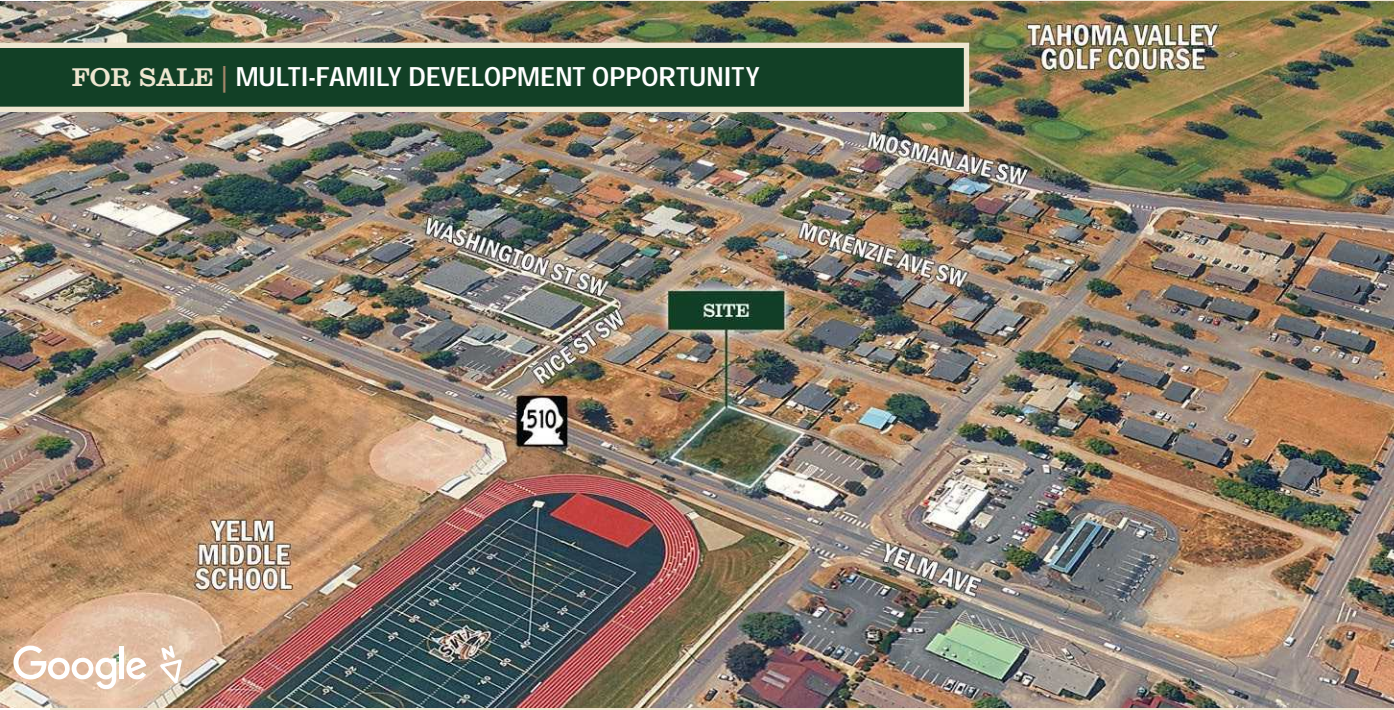 TAHOMA VALLEY
GOLF COURSE
FOR SALE | MULTI-FAMILY DEVELOPMENT OPPORTUNITY
MOSMAN AVE SW
WASHINGTON ST SW
MCKENZIE AVE SW
SITE
RICE ST SW
510
YELM
MIDDLE
SCHOOL
YELM AVE
Google N